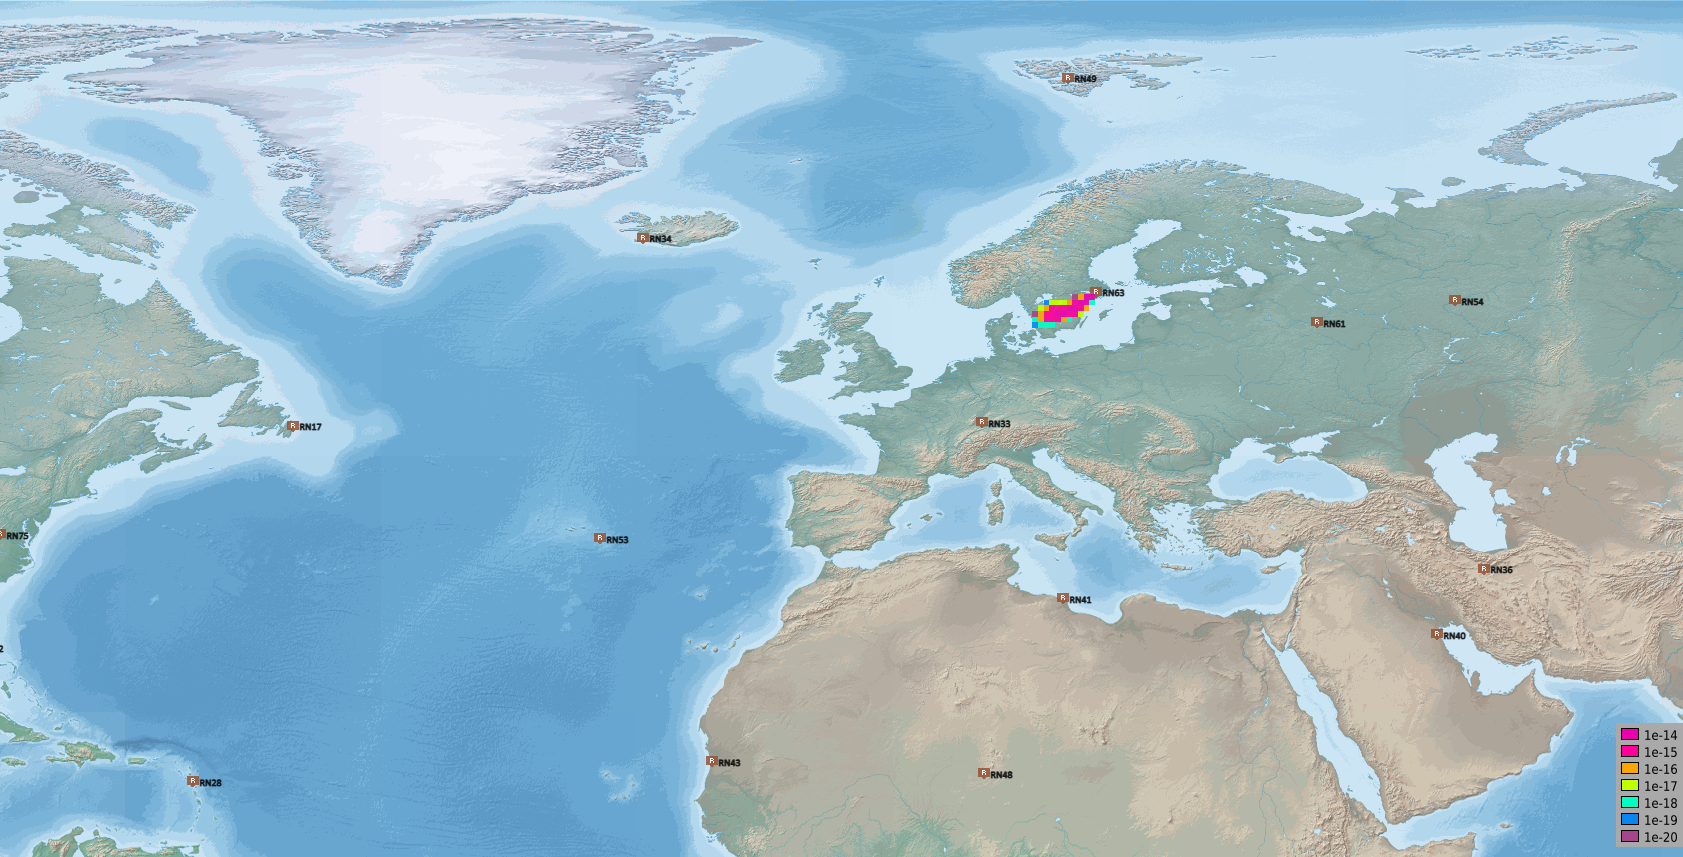 R RN49
R RN34
R RN63
R RN54
R RN61
R RN33
R RN17
RN75
R RN53
R RN36
R RN41
R RN40
2
R RN43
R RN48
R RN28
1e-14
1e-15
1e-16
1e-17
1e-18
1e-19
1e-20